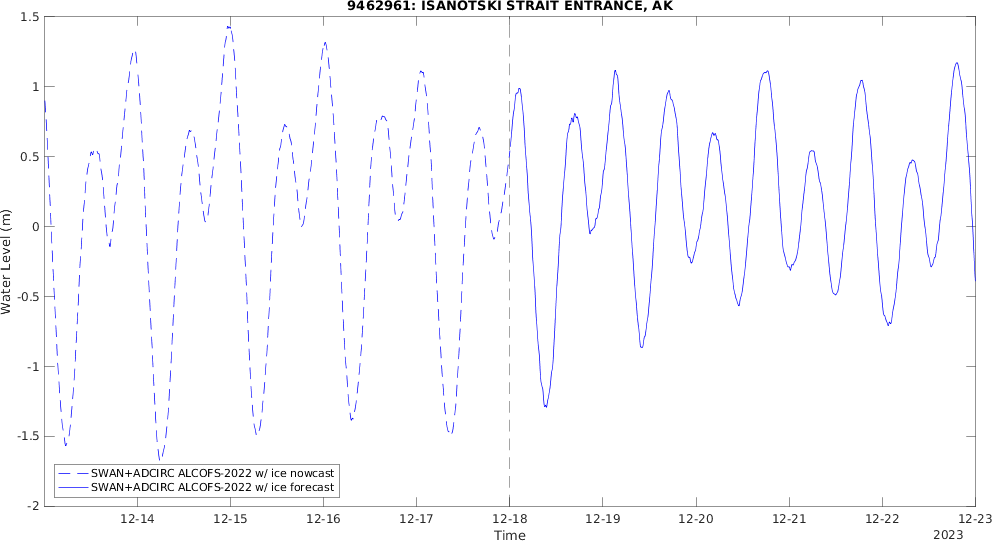 9462961: ISANOTSKI STRAIT ENTRANCE, AK
Water Level (m)
1.5
1
0.5
0
-0.5
-1
-1.5
-2
SWAN+ADCIRC ALCOFS-2022 w/ ice nowcast
SWAN+ADCIRC ALCOFS-2022 w/ ice forecast
12-14 12-15 12-16 12-17 12-18 12-19 12-20 12-21 12-22 12-23
Time
2023